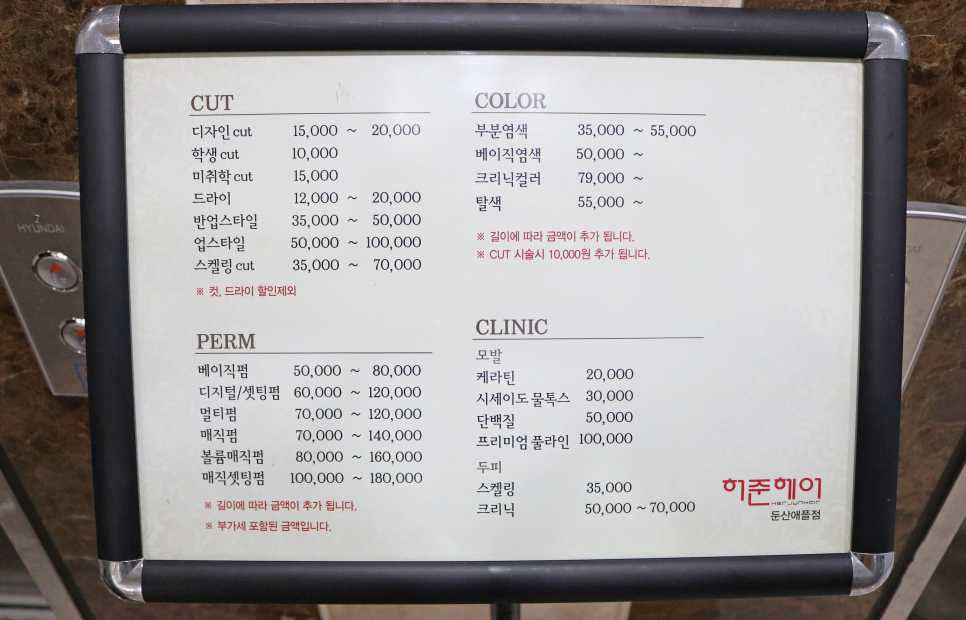 CUT
디자인 cut 15,000 ~ 20,000
학생 cut 10,000
미취학 cut 15,000
드라이 12,000 ~ 20,000
반업스타일 35,000 ~ 50,000
업스타일 50,000 ~ 100,000
스켈링 cut 35,000 ~ 70,000
※ 컷, 드라이 할인제외
PERM
베이직펌 50,000 ~ 80,000
디지털/셋팅펌 60,000 ~ 120,000
멀티펌 70,000 ~ 120,000
매직펌 70,000 ~ 140,000
볼륨매직펌 80,000 ~ 160,000
매직셋팅펌 100,000 ~ 180,000
※ 길이에 따라 금액이 추가 됩니다.
※ 부가세 포함된 금액입니다.
COLOR
부분염색 35,000 ~ 55,000
베이직염색 50,000 ~
크리닉컬러 79,000 ~
탈색 55,000 ~
※ 길이에 따라 금액이 추가 됩니다.
※ CUT 시술시 10,000원 추가 됩니다.
CLINIC
모발
케라틴 20,000
시세이도 물톡스 30,000
단백질 50,000
프리미엄 풀라인 100,000
두피
스켈링 35,000
크리닉 50,000 ~ 70,000
허준헤어
HERJUNHAIR
둔산애플점
7
HYUNDAI